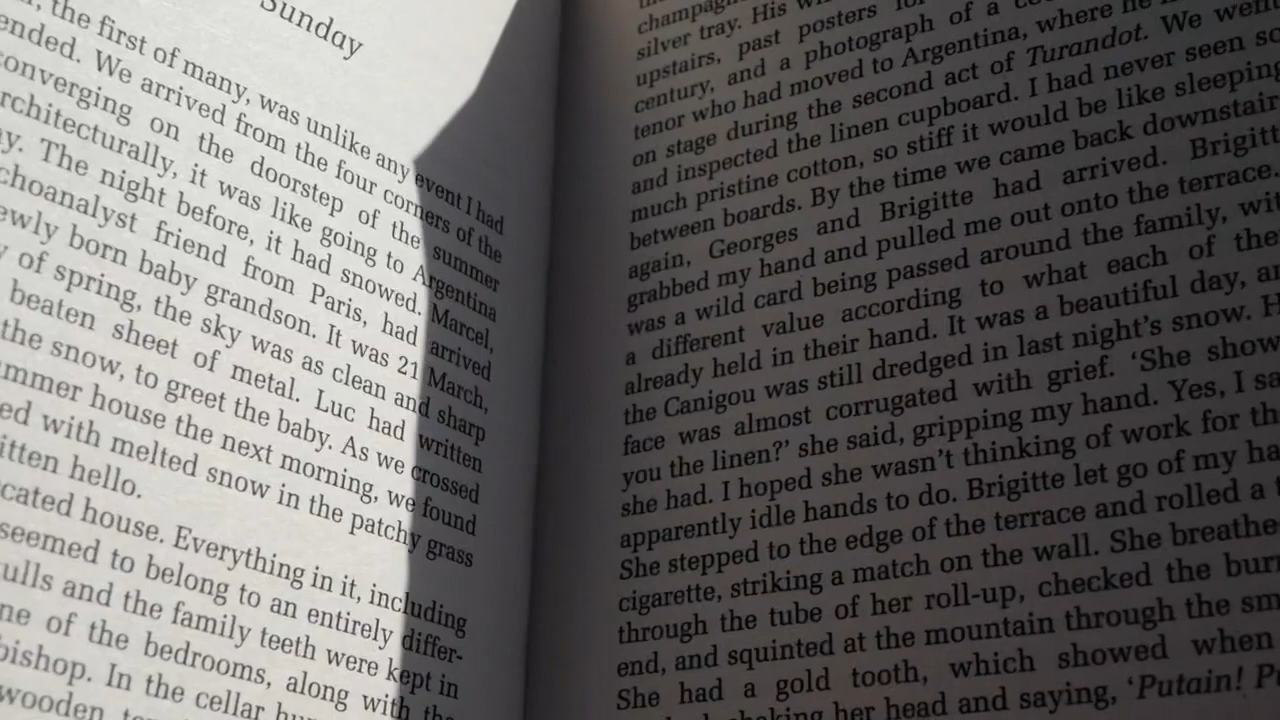 Sunday
the first of many, was unlike any event I had
ended. We arrived from the four corners of the
converging on the doorstep of the summer
rchitecturally, it was like going to Argentina
ay. The night before, it had snowed. Marcel,
choanalyst friend from Paris, had arrived
ewly born baby grandson. It was 21 March,
of spring, the sky was as clean and sharp
beaten sheet of metal. Luc had written
the snow, to greet the baby. As we crossed
mmer house the next morning, we found
ed with melted snow in the patchy grass
itten hello.
cated house. Everything in it, including
seemed to belong to an entirely differ-
ulls and the family teeth were kept in
ne of the bedrooms, along with the
bishop. In the cellar
wooden
champagn
silver tray. His
upstairs, past posters
century, and a photograph of a
tenor who had moved to Argentina, where he
on stage during the second act of Turandot. We went
and inspected the linen cupboard. I had never seen so
much pristine cotton, so stiff it would be like sleeping
between boards. By the time we came back downstair
again, Georges and Brigitte had arrived. Brigitt
grabbed my hand and pulled me out onto the terrace.
was a wild card being passed around the family, wit
a different value according to what each of the
already held in their hand. It was a beautiful day, an
the Canigou was still dredged in last night's snow. H
face was almost corrugated with grief. ‘She show
you the linen?’ she said, gripping my hand. Yes, I sa
she had. I hoped she wasn't thinking of work for th
apparently idle hands to do. Brigitte let go of my ha
She stepped to the edge of the terrace and rolled a
cigarette, striking a match on the wall. She breathe
through the tube of her roll-up, checked the bur
end, and squinted at the mountain through the sm
She had a gold tooth, which showed when
shaking her head and saying, ‘Putain! P